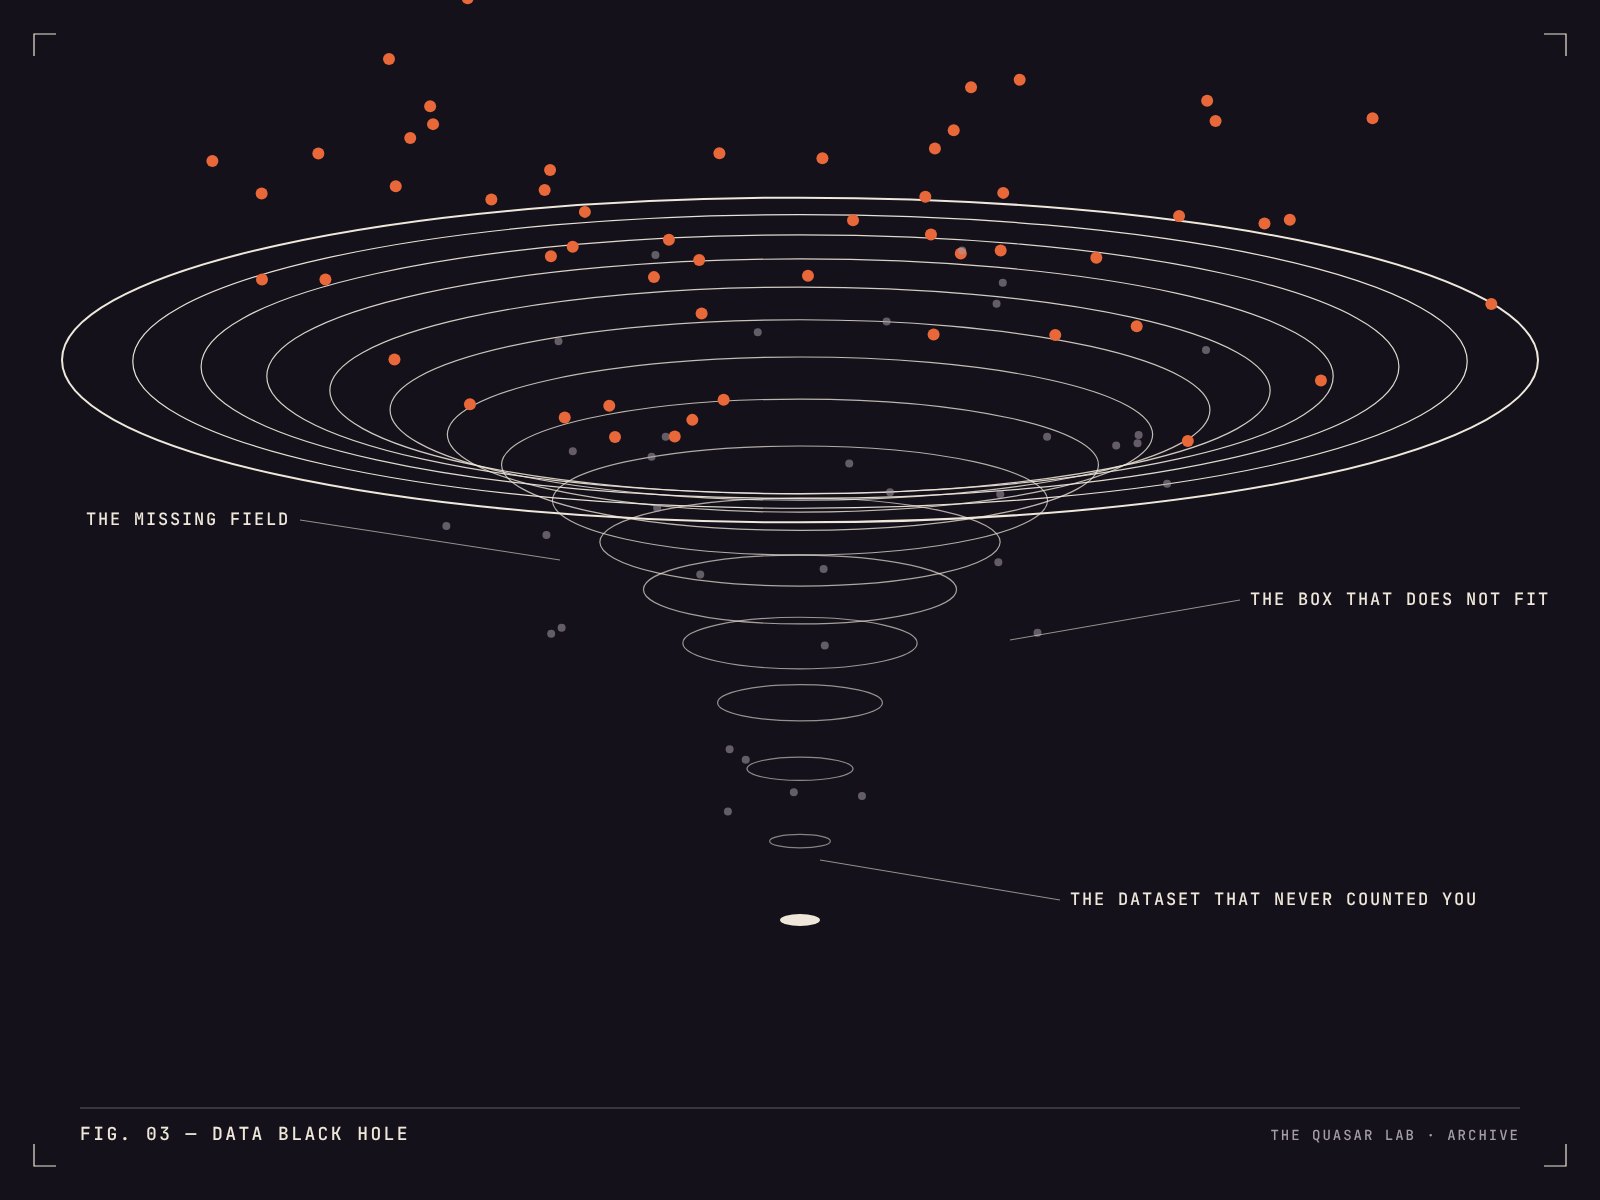 THE MISSING FIELD
THE BOX THAT DOES NOT FIT
THE DATASET THAT NEVER COUNTED YOU
FIG. 03 — DATA BLACK HOLE
THE QUASAR LAB · ARCHIVE